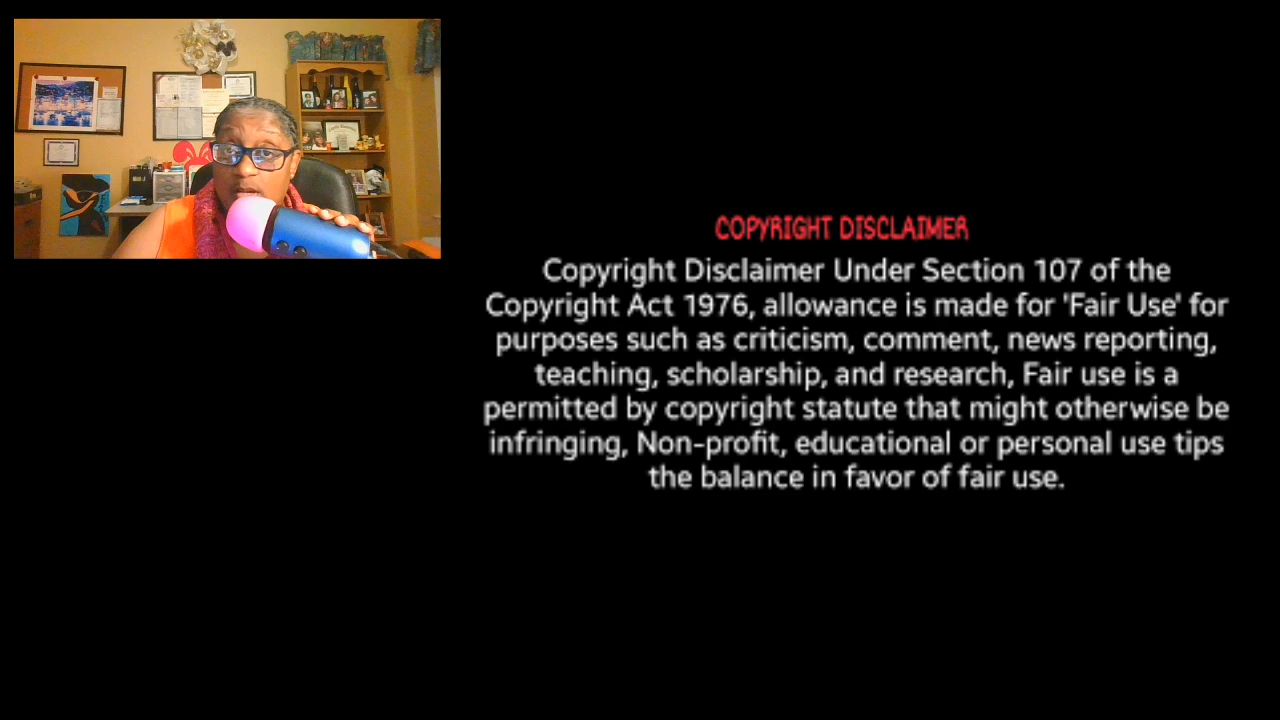 COPYRIGHT DISCLAIMER
Copyright Disclaimer Under Section 107 of the
Copyright Act 1976, allowance is made for 'Fair Use' for
purposes such as criticism, comment, news reporting,
teaching, scholarship, and research, Fair use is a
permitted by copyright statute that might otherwise be
infringing, Non-profit, educational or personal use tips
the balance in favor of fair use.